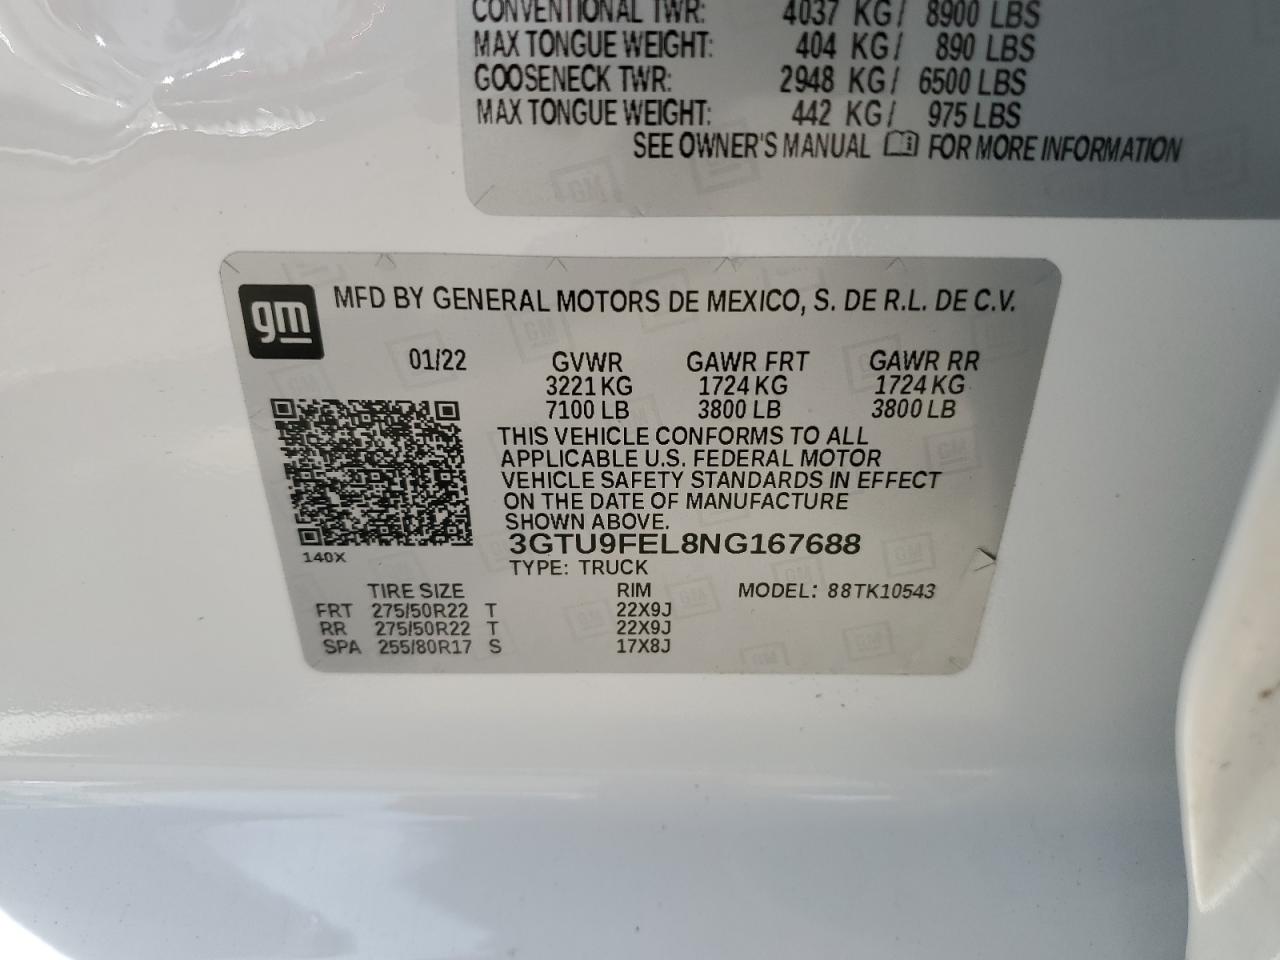 CONVENTIONAL TWR: 4037 KG/ 8900 LBS
MAX TONGUE WEIGHT: 404 KG/ 890 LBS
GOOSENECK TWR: 2948 KG/ 6500 LBS
MAX TONGUE WEIGHT: 442 KG/ 975 LBS
SEE OWNER'S MANUAL FOR MORE INFORMATION
gm MFD BY GENERAL MOTORS DE MEXICO, S. DE R.L. DE C.V.
01/22 GVWR GAWR FRT GAWR RR
3221 KG 1724 KG 1724 KG
7100 LB 3800 LB 3800 LB
THIS VEHICLE CONFORMS TO ALL
APPLICABLE U.S. FEDERAL MOTOR
VEHICLE SAFETY STANDARDS IN EFFECT
ON THE DATE OF MANUFACTURE
SHOWN ABOVE.
3GTU9FEL8NG167688
140X
TYPE: TRUCK
TIRE SIZE RIM MODEL: 88TK10543
FRT 275/50R22 T 22X9J
RR 275/50R22 T 22X9J
SPA 255/80R17 S 17X8J